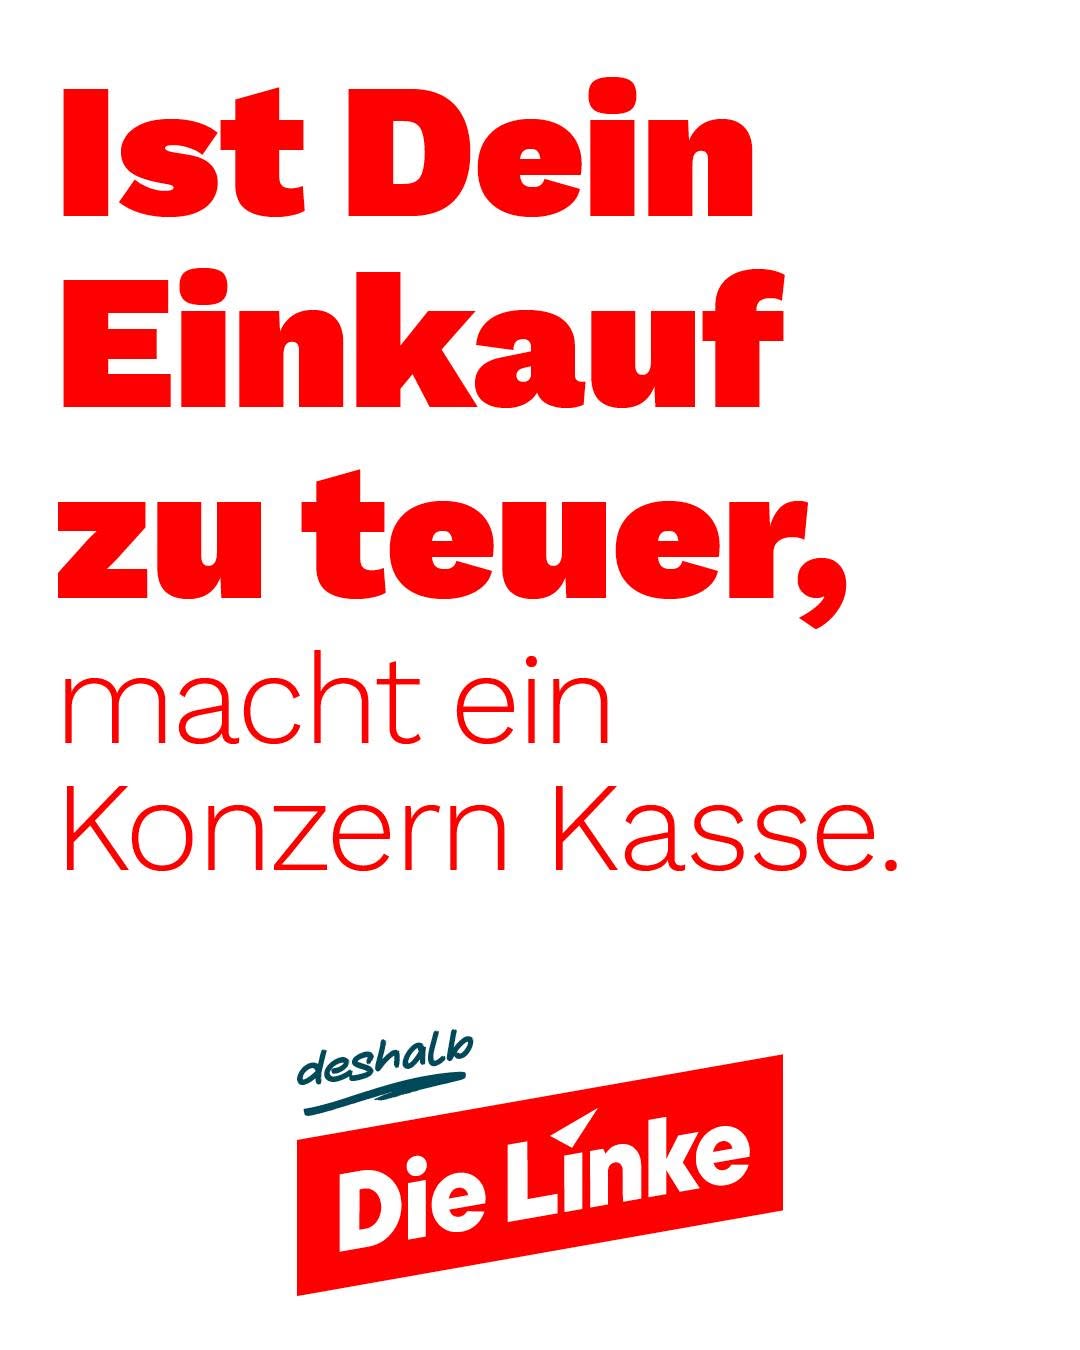 Ist Dein
Einkauf
zu teuer,
macht ein
Konzern Kasse.
deshalb
Die Linke